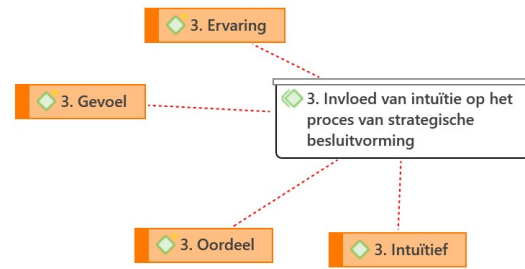 3. Ervaring
3. Gevoel
3. Invloed van intuïtie op het
proces van strategische
besluitvorming
3. Oordeel
3. Intuïtief